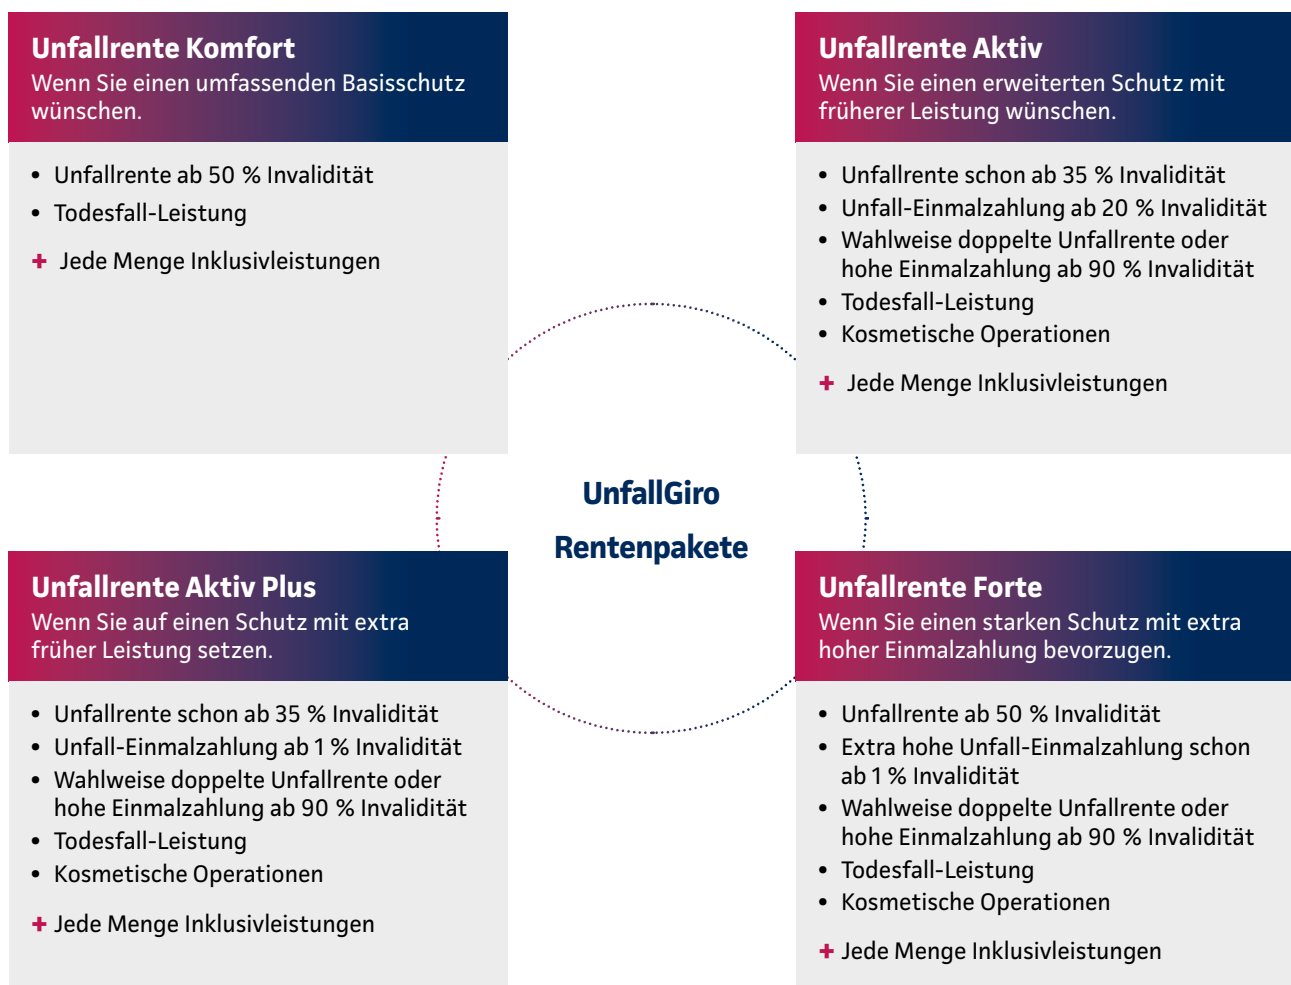 Unfallrente Komfort
Wenn Sie einen umfassenden Basisschutz
wünschen.
• Unfallrente ab 50 % Invalidität
• Todesfall-Leistung
+ Jede Menge Inklusivleistungen
Unfallrente Aktiv
Wenn Sie einen erweiterten Schutz mit
früherer Leistung wünschen.
• Unfallrente schon ab 35 % Invalidität
• Unfall-Einmalzahlung ab 20 % Invalidität
• Wahlweise doppelte Unfallrente oder
hohe Einmalzahlung ab 90 % Invalidität
• Todesfall-Leistung
• Kosmetische Operationen
+ Jede Menge Inklusivleistungen
UnfallGiro
Rentenpakete
Unfallrente Aktiv Plus
Wenn Sie auf einen Schutz mit extra
früher Leistung setzen.
• Unfallrente schon ab 35 % Invalidität
• Unfall-Einmalzahlung ab 1 % Invalidität
• Wahlweise doppelte Unfallrente oder
hohe Einmalzahlung ab 90 % Invalidität
• Todesfall-Leistung
• Kosmetische Operationen
+ Jede Menge Inklusivleistungen
Unfallrente Forte
Wenn Sie einen starken Schutz mit extra
hoher Einmalzahlung bevorzugen.
• Unfallrente ab 50 % Invalidität
• Extra hohe Unfall-Einmalzahlung schon
ab 1 % Invalidität
• Wahlweise doppelte Unfallrente oder
hohe Einmalzahlung ab 90 % Invalidität
• Todesfall-Leistung
• Kosmetische Operationen
+ Jede Menge Inklusivleistungen